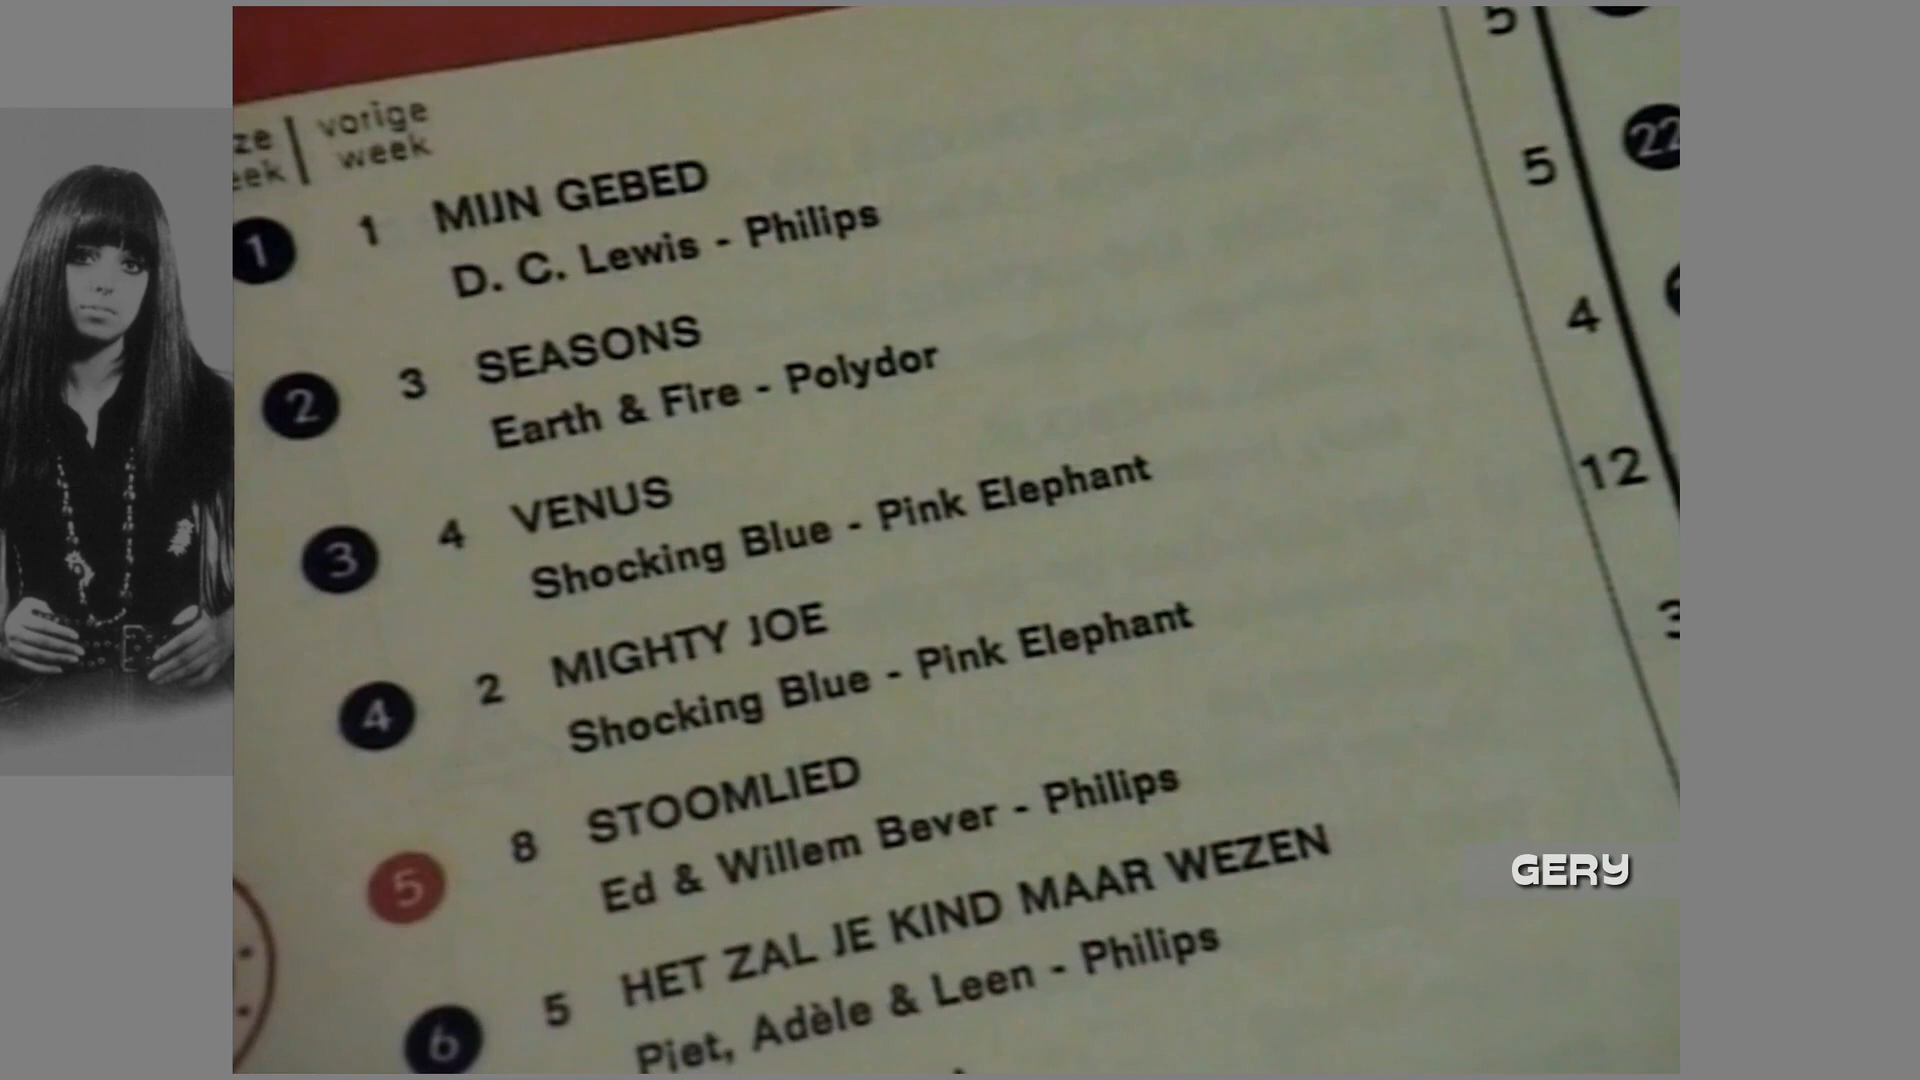 ze | vorige
eek | week
1 1 MIJN GEBED 5
D. C. Lewis - Philips
2 3 SEASONS 5
Earth & Fire - Polydor
3 4 VENUS 4
Shocking Blue - Pink Elephant
4 2 MIGHTY JOE 12
Shocking Blue - Pink Elephant
5 8 STOOMLIED 3
Ed & Willem Bever - Philips
6 5 HET ZAL JE KIND MAAR WEZEN
Piet, Adèle & Leen - Philips
22
GERY